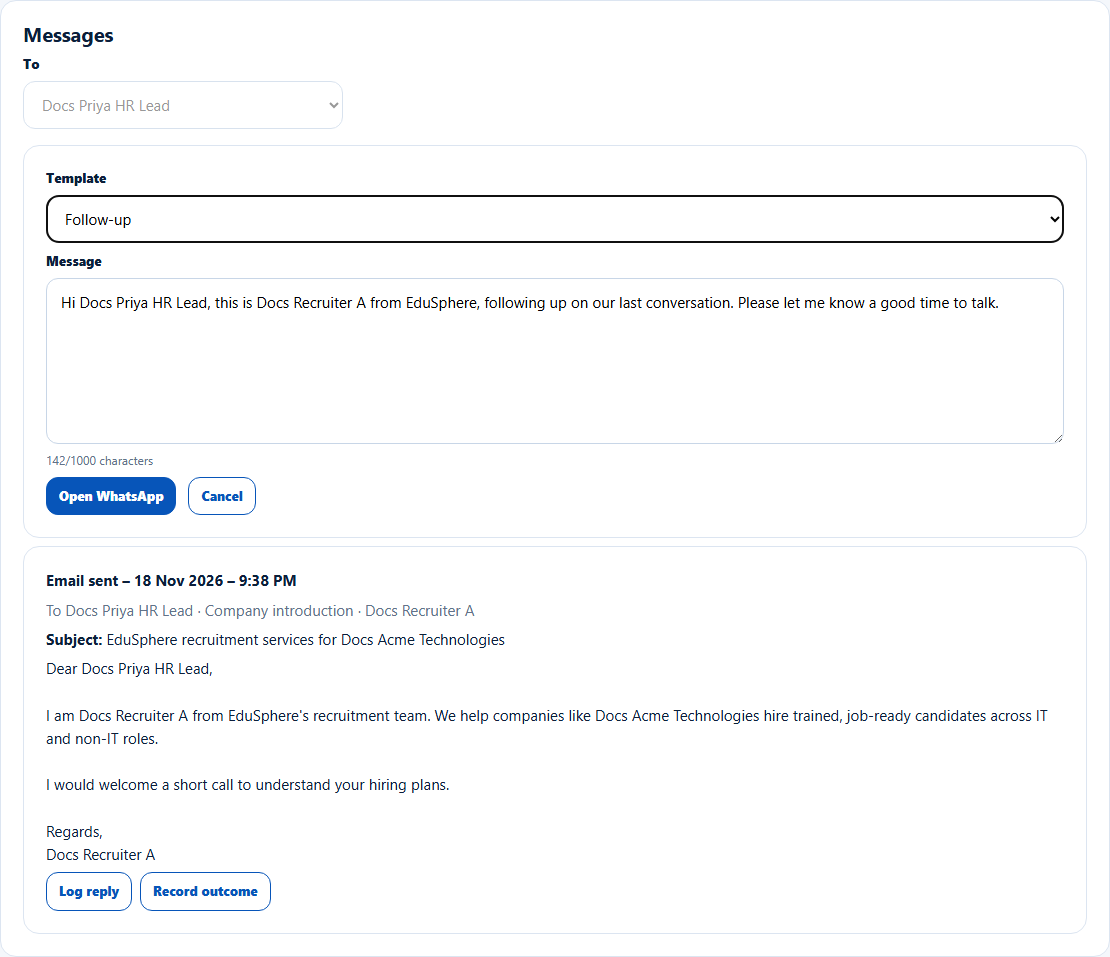 Messages
To
Docs Priya HR Lead
Template
Follow-up
Message
Hi Docs Priya HR Lead, this is Docs Recruiter A from EduSphere, following up on our last conversation. Please let me know a good time to talk.
142/1000 characters
Open WhatsApp
Cancel
Email sent – 18 Nov 2026 – 9:38 PM
To Docs Priya HR Lead · Company introduction · Docs Recruiter A
Subject: EduSphere recruitment services for Docs Acme Technologies
Dear Docs Priya HR Lead,
I am Docs Recruiter A from EduSphere's recruitment team. We help companies like Docs Acme Technologies hire trained, job-ready candidates across IT
and non-IT roles.
I would welcome a short call to understand your hiring plans.
Regards,
Docs Recruiter A
Log reply
Record outcome